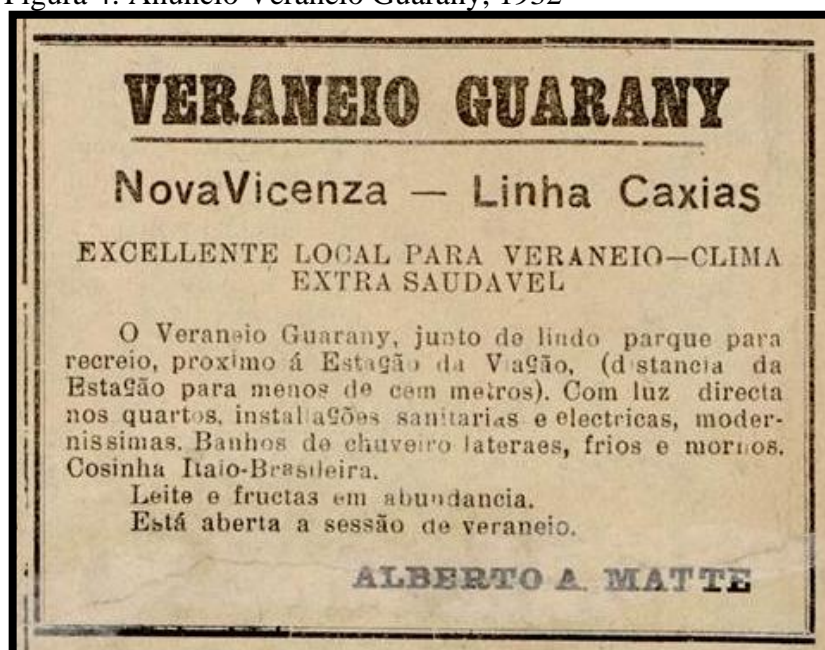 Figura 4: Anúncio Veraneio Guarany, 1932
VERANEIO GUARANY
NovaVicenza — Linha Caxias
EXCELLENTE LOCAL PARA VERANEIO—CLIMA
EXTRA SAUDAVEL
O Veraneio Guarany, junto de lindo parque para
recreio, proximo á Estação da Viação, (distancia da
Estação para menos de cem metros). Com luz directa
nos quartos, installações sanitarias e electricas, moder-
nissimas. Banhos de chuveiro lateraes, frios e mornos.
Cosinha Italo-Brasileira.
Leite e fructas em abundancia.
Está aberta a sessão de veraneio.
ALBERTO A. MATTE